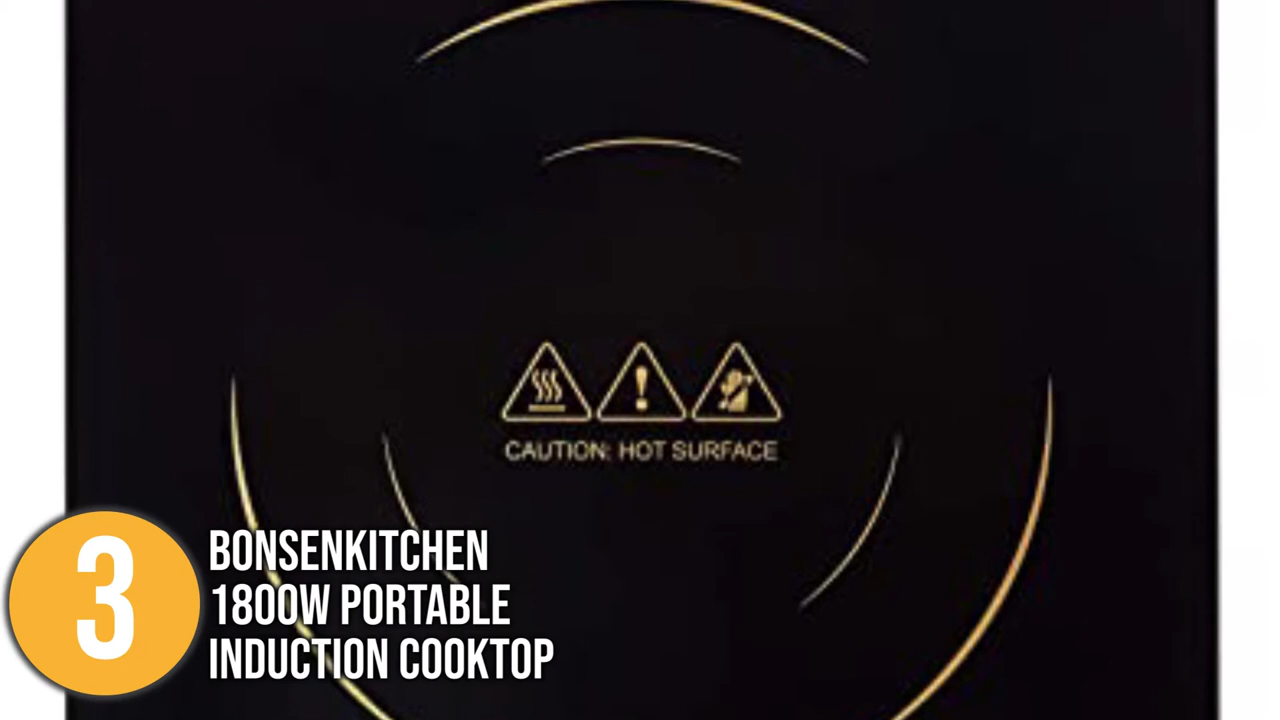 CAUTION: HOT SURFACE
3
BONSENKITCHEN
1800W PORTABLE
INDUCTION COOKTOP